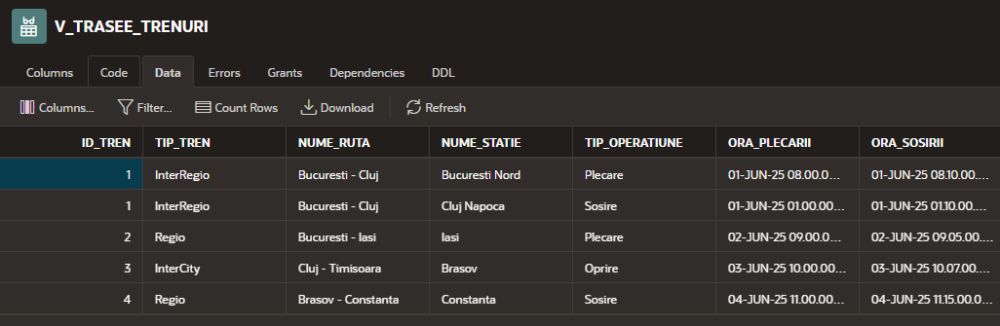 V_TRASEE_TRENURI
Columns Code Data Errors Grants Dependencies DDL
Columns... Filter... Count Rows Download Refresh
ID_TREN TIP_TREN NUME_RUTA NUME_STATIE TIP_OPERATIUNE ORA_PLECARII ORA_SOSIRII
1 InterRegio Bucuresti - Cluj Bucuresti Nord Plecare 01-JUN-25 08.00.0... 01-JUN-25 08.10.00...
1 InterRegio Bucuresti - Cluj Cluj Napoca Sosire 01-JUN-25 01.00.00... 01-JUN-25 01.10.00...
2 Regio Bucuresti - Iasi Iasi Plecare 02-JUN-25 09.00.0... 02-JUN-25 09.05.00...
3 InterCity Cluj - Timisoara Brasov Oprire 03-JUN-25 10.00.00... 03-JUN-25 10.07.00...
4 Regio Brasov - Constanta Constanta Sosire 04-JUN-25 11.00.00... 04-JUN-25 11.15.00.0...